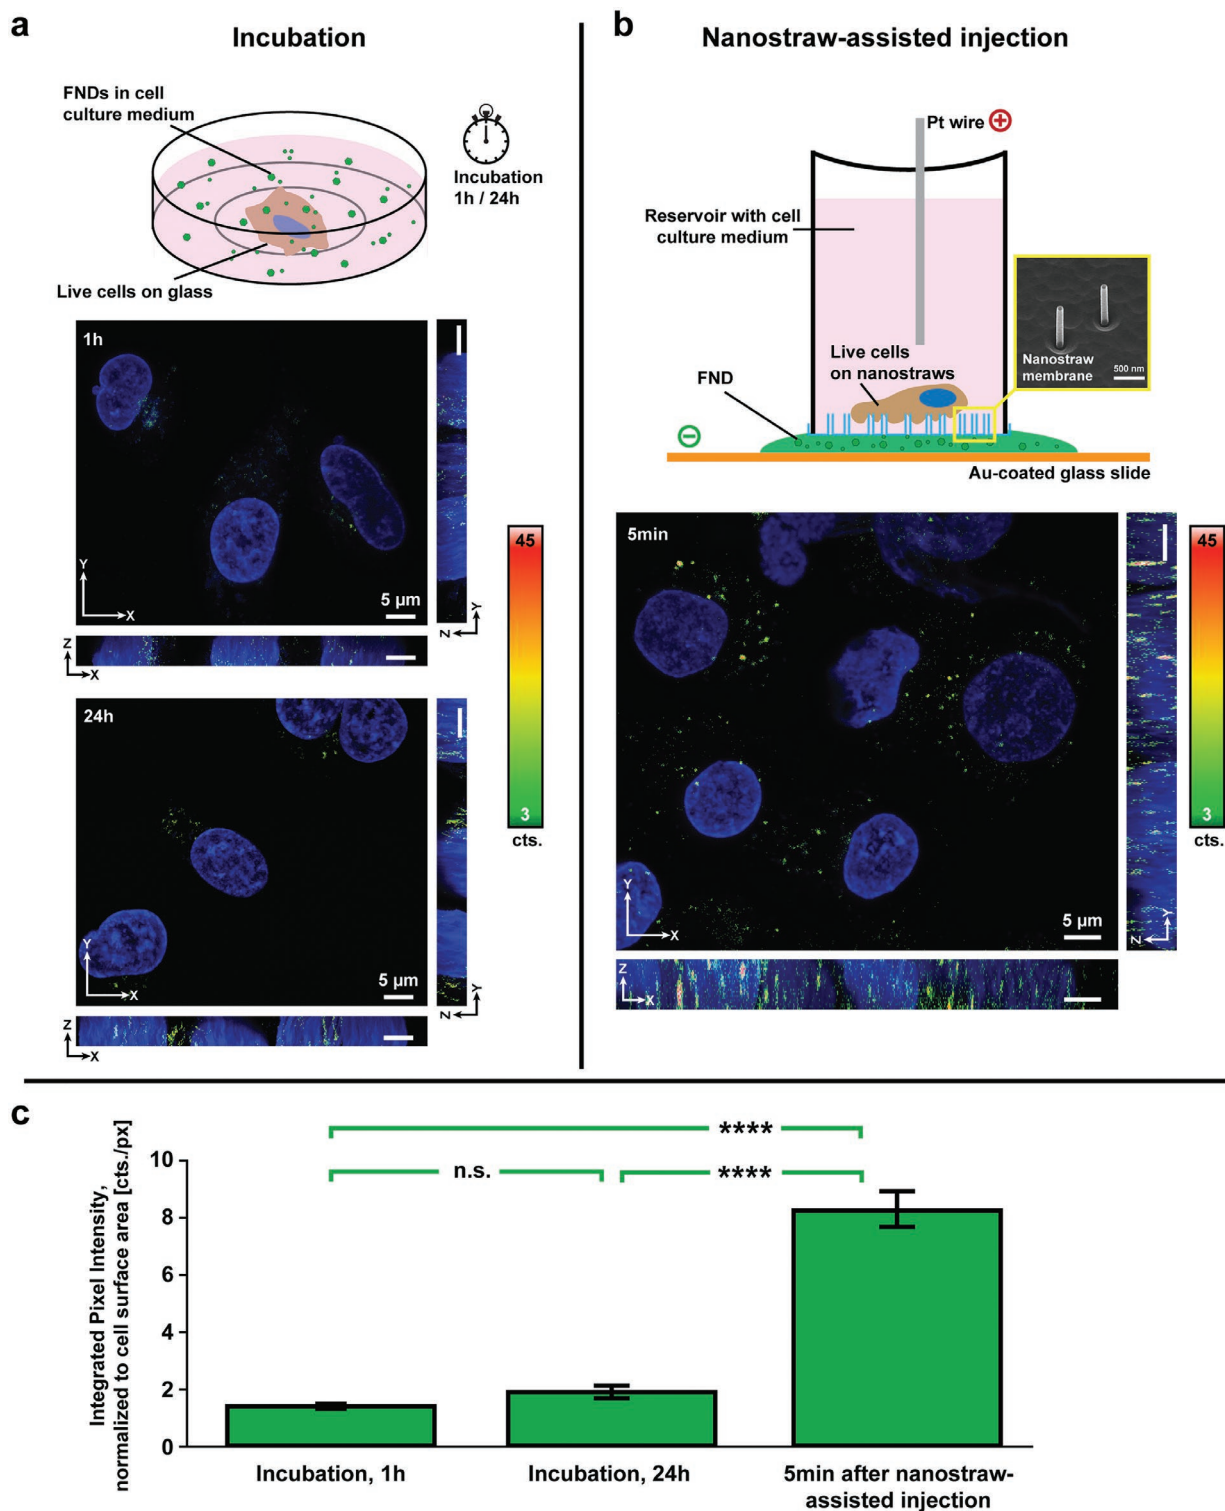 a
Incubation
FNDs in cell
culture medium
Incubation
1h / 24h
Live cells on glass
1h
Y
X
5 µm
Y
Z
Z
X
24h
Y
X
5 µm
Y
Z
Z
X
45
3
cts.
b
Nanostraw-assisted injection
Pt wire +
Reservoir with cell
culture medium
Live cells
on nanostraws
FND
Nanostraw
membrane
500 nm
−
Au-coated glass slide
5min
Y
X
5 µm
Y
Z
Z
X
45
3
cts.
c
Integrated Pixel Intensity,
normalized to cell surface area [cts./px]
10
8
6
4
2
0
****
n.s.
****
Incubation, 1h
Incubation, 24h
5min after nanostraw-
assisted injection